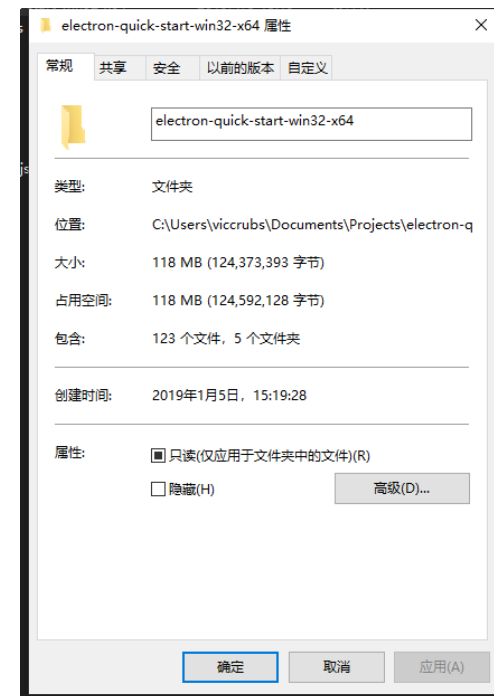 electron-quick-start-win32-x64 属性
常规 共享 安全 以前的版本 自定义
electron-quick-start-win32-x64
类型: 文件夹
位置: C:\Users\viccrubs\Documents\Projects\electron-q
大小: 118 MB (124,373,393 字节)
占用空间: 118 MB (124,592,128 字节)
包含: 123 个文件，5 个文件夹
创建时间: 2019年1月5日，15:19:28
属性: 只读(仅应用于文件夹中的文件)(R)
隐藏(H) 高级(D)...
确定 取消 应用(A)